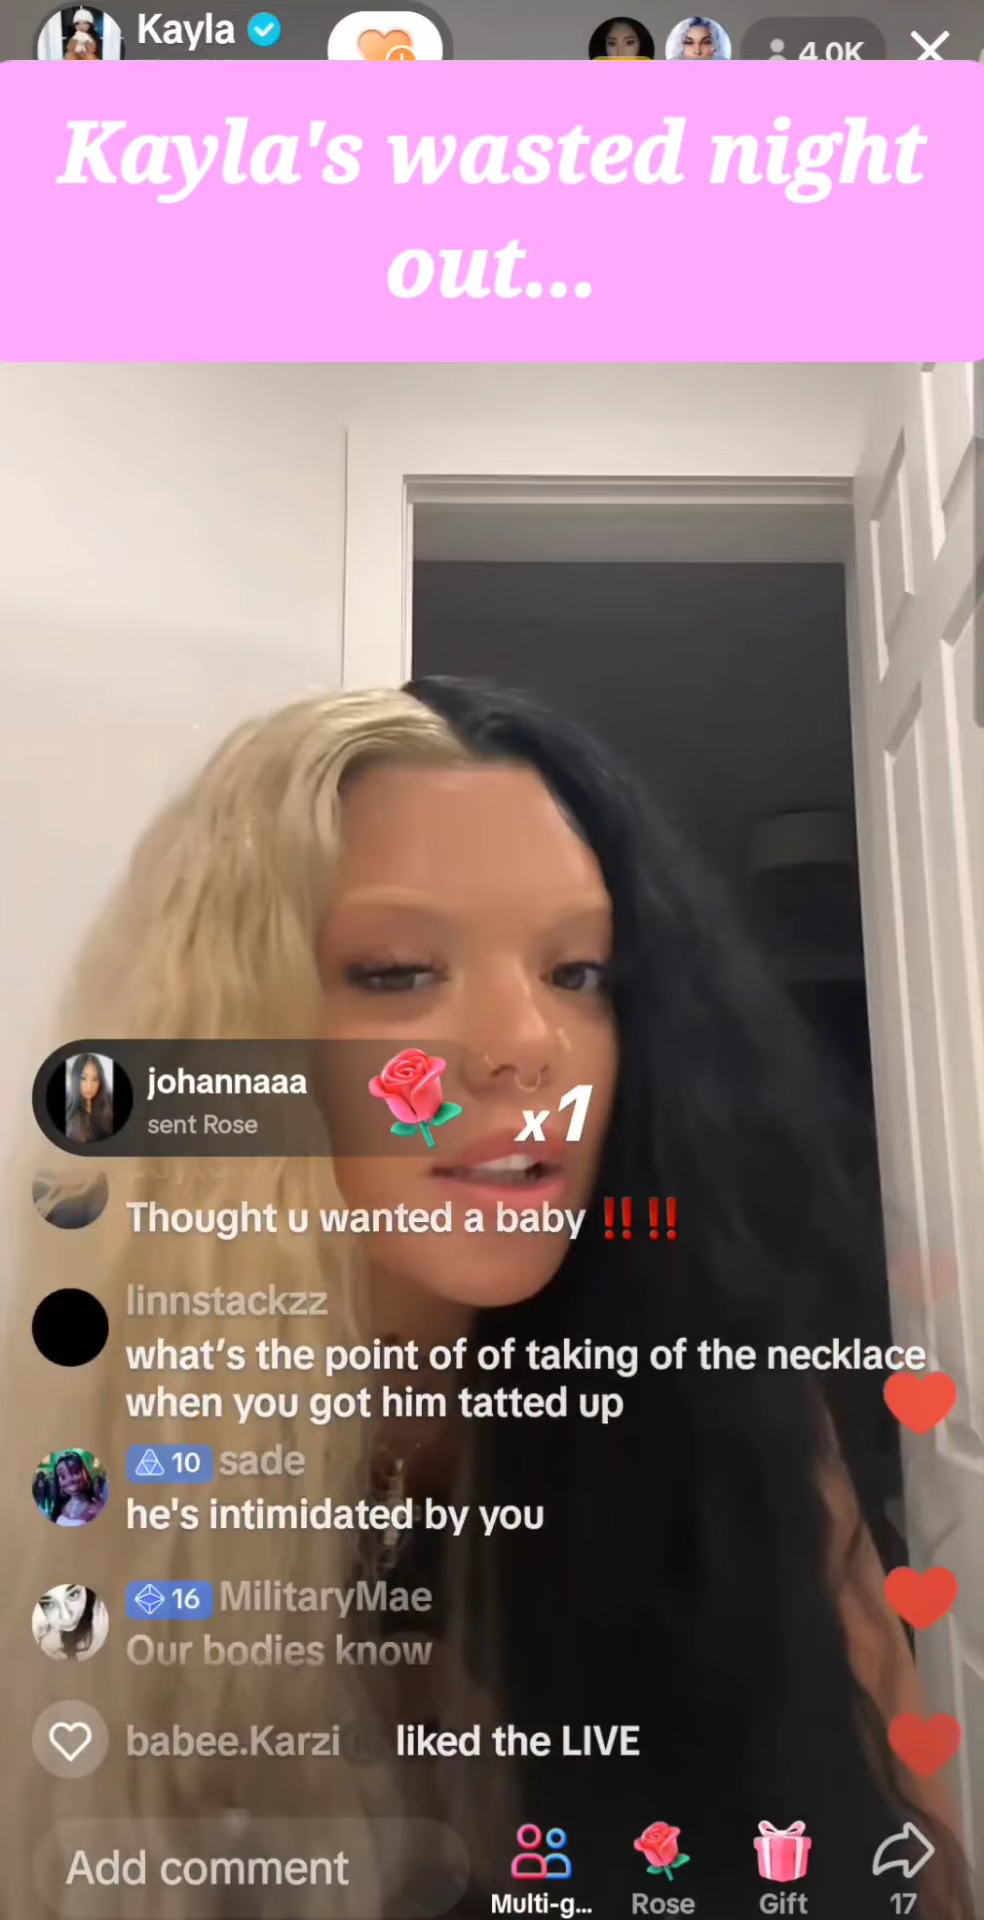 Kayla
4.0K
Kayla's wasted night
out...
johannaaa
sent Rose
x1
Thought u wanted a baby ‼️‼️
linnstackzz
what's the point of of taking of the necklace
when you got him tatted up
10 sade
he's intimidated by you
16 MilitaryMae
Our bodies know
babee.Karzi liked the LIVE
Add comment
Multi-g...
Rose
Gift
17